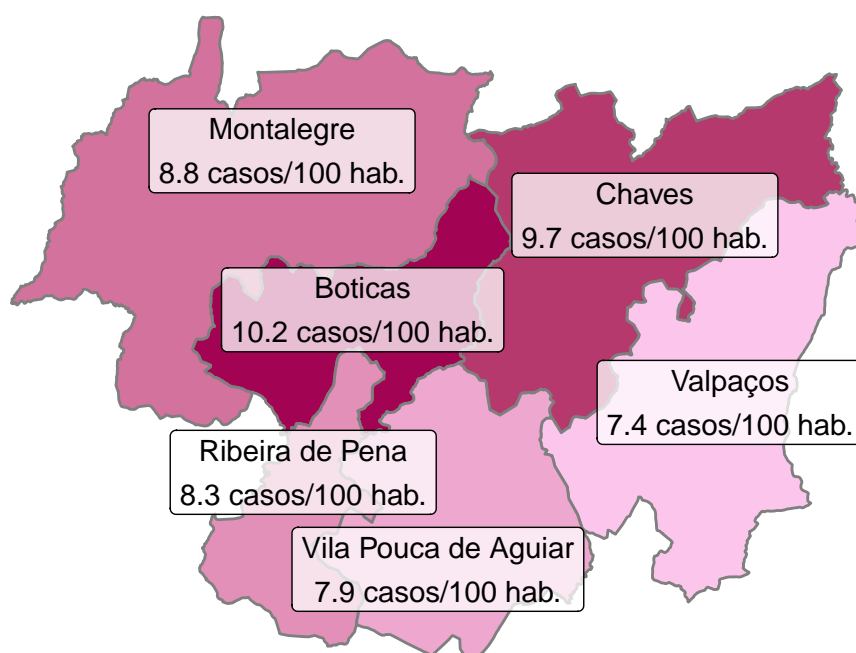 Montalegre
8.8 casos/100 hab.
Chaves
9.7 casos/100 hab.
Boticas
10.2 casos/100 hab.
Valpaços
7.4 casos/100 hab.
Ribeira de Pena
8.3 casos/100 hab.
Vila Pouca de Aguiar
7.9 casos/100 hab.